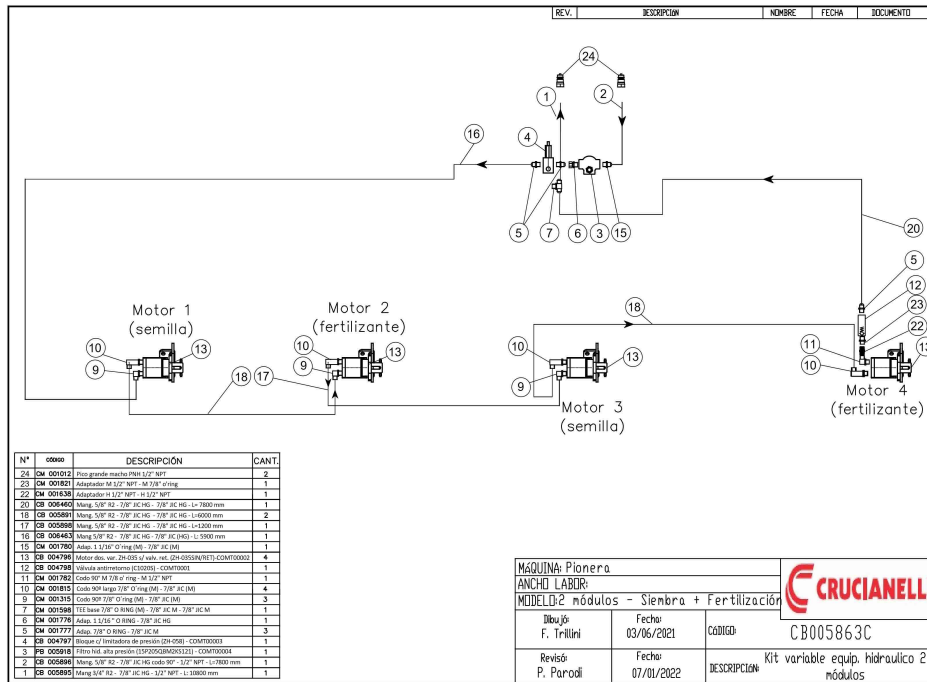 REV. DESCRIPCIóN NOMBRE FECHA DOCUMENTO
24
1
2
16
4
5
7
6
3
15
20
5
12
23
22
11
10
13
Motor 1
(semilla)
10
9
13
18
17
Motor 2
(fertilizante)
10
9
13
18
10
9
13
Motor 3
(semilla)
Motor 4
(fertilizante)
N° CÓDIGO DESCRIPCIÓN CANT.
24 CM 001012 Pico grande macho PNH 1/2" NPT 2
23 CM 001821 Adaptador M 1/2" NPT - M 7/8" o'ring 1
22 CM 001638 Adaptador H 1/2" NPT - H 1/2" NPT 1
20 CB 006460 Mang. 5/8" R2 - 7/8" JIC HG - 7/8" JIC HG - L= 7800 mm 1
18 CB 005891 Mang. 5/8" R2 - 7/8" JIC HG - 7/8" JIC HG - L=6000 mm 2
17 CB 005898 Mang. 5/8" R2 - 7/8" JIC HG - 7/8" JIC HG - L=1200 mm 1
16 CB 006463 Mang 5/8" R2 - 7/8" JIC HG - 7/8" JIC (HG) - L: 5900 mm 1
15 CM 001780 Adap. 1 1/16" O'ring (M) - 7/8" JIC (M) 1
13 CB 004796 Motor dos. var. ZH-035 s/ valv. ret. (ZH-035SIN/RET)-COMT00002 4
12 CB 004798 Válvula antirretorno (C1020S) - COMT0001 1
11 CM 001782 Codo 90° M 7/8 o' ring - M 1/2" NPT 1
10 CM 001815 Codo 90º largo 7/8" O'ring (M) - 7/8" JIC (M) 4
9 CM 001315 Codo 90º 7/8" O'ring (M) - 7/8" JIC (M) 3
7 CM 001598 TEE base 7/8" O RING (M) - 7/8" JIC M - 7/8" JIC M 1
6 CM 001776 Adap. 1 1/16" O RING - 7/8" JIC HG 1
5 CM 001777 Adap. 7/8" O RING - 7/8" JIC M 3
4 CB 004797 Bloque c/ limitadora de presión (ZH-058) - COMT00003 1
3 PB 005918 Filtro hid. alta presión (15P205QBM2KS121) - COMT00004 1
2 CB 005896 Mang. 5/8" R2 - 7/8" JIC HG codo 90° - 1/2" NPT - L=7800 mm 1
1 CB 005895 Mang 3/4" R2 - 7/8" JIC HG - 1/2" NPT - L: 10800 mm 1
MáQUINA: Pionera
ANCHO LABOR:
MODELO:2 módulos - Siembra + Fertilización
CRUCIANELLI
Dibujó:
F. Trillini
Fecha:
03/06/2021
CóDIGO: CB005863C
Revisó:
P. Parodi
Fecha:
07/01/2022
DESCRIPCIóN: Kit variable equip. hidraulico 2
módulos